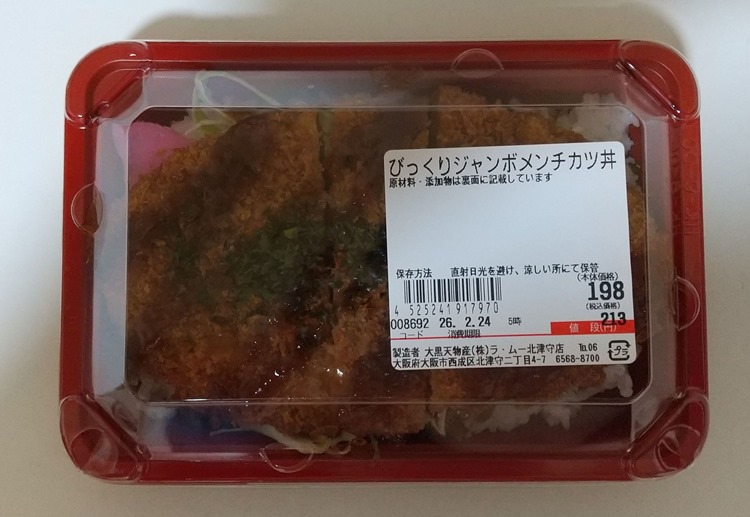 びっくりジャンボメンチカツ丼
原材料・添加物は裏面に記載しています
保存方法 直射日光を避け、涼しい所にて保管
(本体価格)
198
(税込価格)
213
4 525241 917970
008692 26. 2.24 5時
コード 消費期限 値 段(円)
製造者 大黒天物産(株)ラ・ムー北津守店 ℡06
大阪府大阪市西成区北津守二丁目4-7 6568-8700
プラ